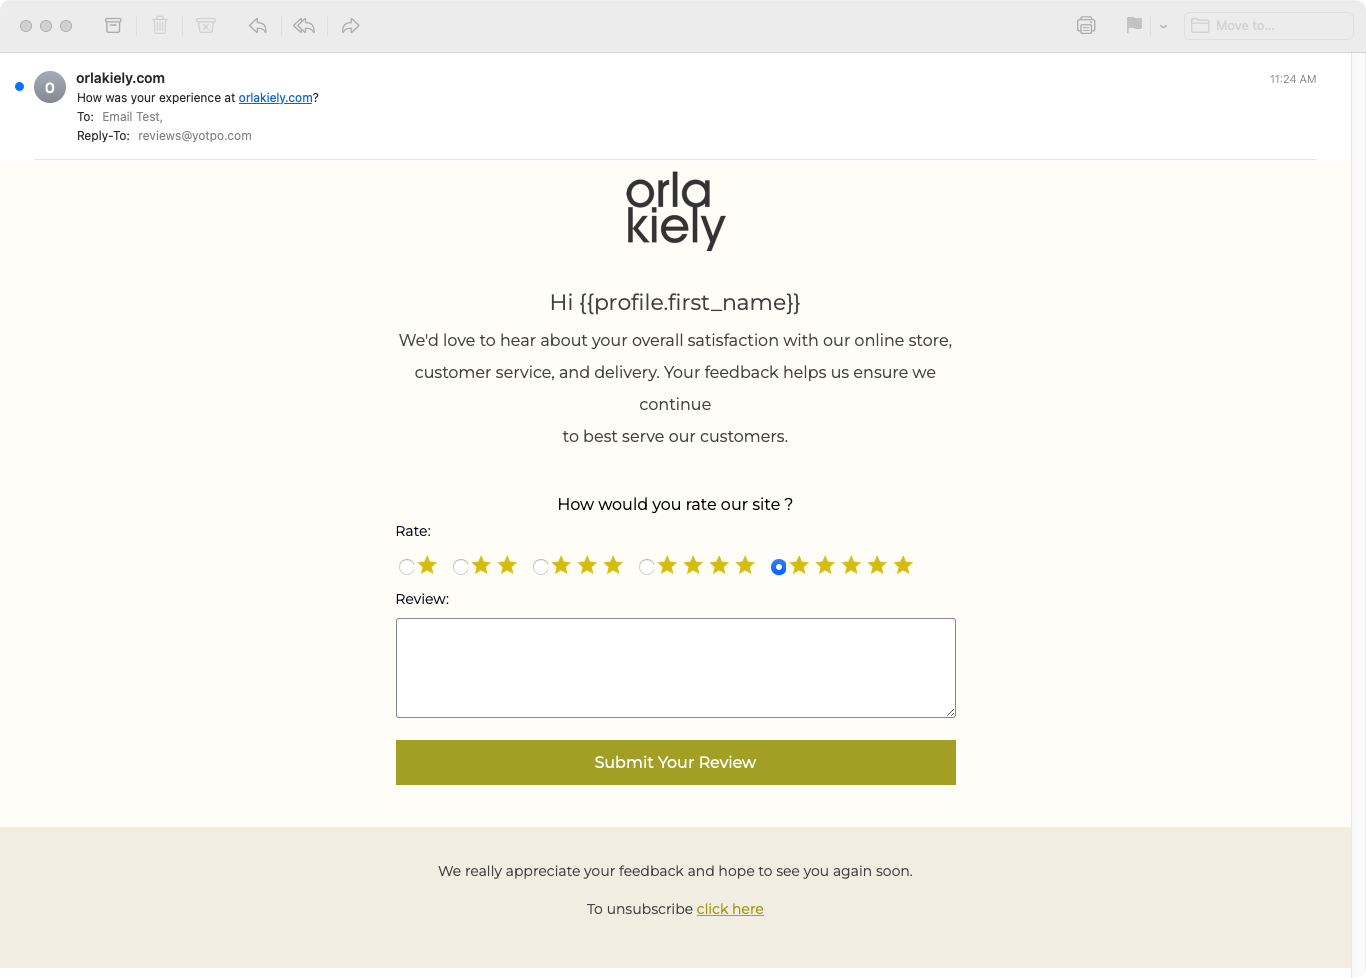 Move to...
O
orlakiely.com
11:24 AM
How was your experience at orlakiely.com?
To: Email Test,
Reply-To: reviews@yotpo.com
orla
kiely
Hi {{profile.first_name}}
We'd love to hear about your overall satisfaction with our online store,
customer service, and delivery. Your feedback helps us ensure we
continue
to best serve our customers.
How would you rate our site ?
Rate:
Review:
Submit Your Review
We really appreciate your feedback and hope to see you again soon.
To unsubscribe click here